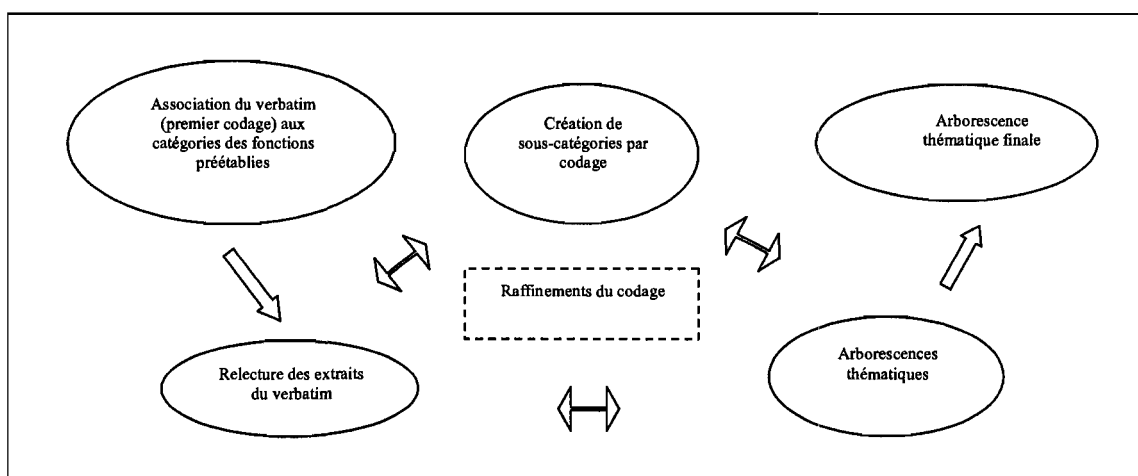 Association du verbatim
(premier codage) aux
catégories des fonctions
préétablies
Création de
sous-catégories par
codage
Arborescence
thématique finale
Raffinements du codage
Relecture des extraits
du verbatim
Arborescences
thématiques